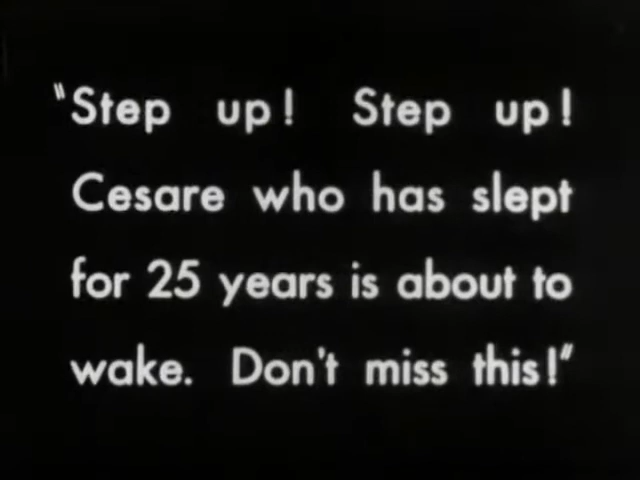 "Step up! Step up!
Cesare who has slept
for 25 years is about to
wake. Don't miss this!"